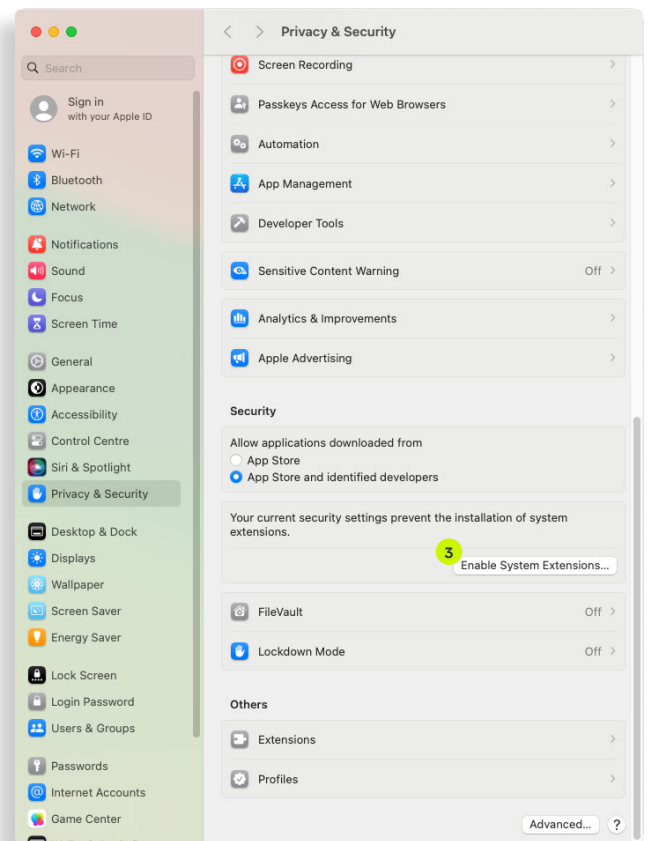 Privacy & Security
Search
Sign in
with your Apple ID
Wi-Fi
Bluetooth
Network
Notifications
Sound
Focus
Screen Time
General
Appearance
Accessibility
Control Centre
Siri & Spotlight
Privacy & Security
Desktop & Dock
Displays
Wallpaper
Screen Saver
Energy Saver
Lock Screen
Login Password
Users & Groups
Passwords
Internet Accounts
Game Center
Screen Recording
Passkeys Access for Web Browsers
Automation
App Management
Developer Tools
Sensitive Content Warning Off
Analytics & Improvements
Apple Advertising
Security
Allow applications downloaded from
App Store
App Store and identified developers
Your current security settings prevent the installation of system
extensions.
3
Enable System Extensions...
FileVault Off
Lockdown Mode Off
Others
Extensions
Profiles
Advanced... ?